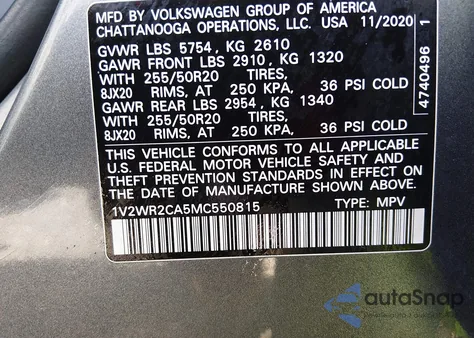 MFD BY VOLKSWAGEN GROUP OF AMERICA
CHATTANOOGA OPERATIONS, LLC. USA 11/2020
GVWR LBS 5754, KG 2610
GAWR FRONT LBS 2910, KG 1320
WITH 255/50R20 TIRES,
8JX20 RIMS, AT 250 KPA, 36 PSI COLD
GAWR REAR LBS 2954, KG 1340
WITH 255/50R20 TIRES,
8JX20 RIMS, AT 250 KPA, 36 PSI COLD
THIS VEHICLE CONFORMS TO ALL APPLICABLE
U.S. FEDERAL MOTOR VEHICLE SAFETY AND
THEFT PREVENTION STANDARDS IN EFFECT ON
THE DATE OF MANUFACTURE SHOWN ABOVE.
1V2WR2CA5MC550815 TYPE: MPV
4740496 1
autoSnap